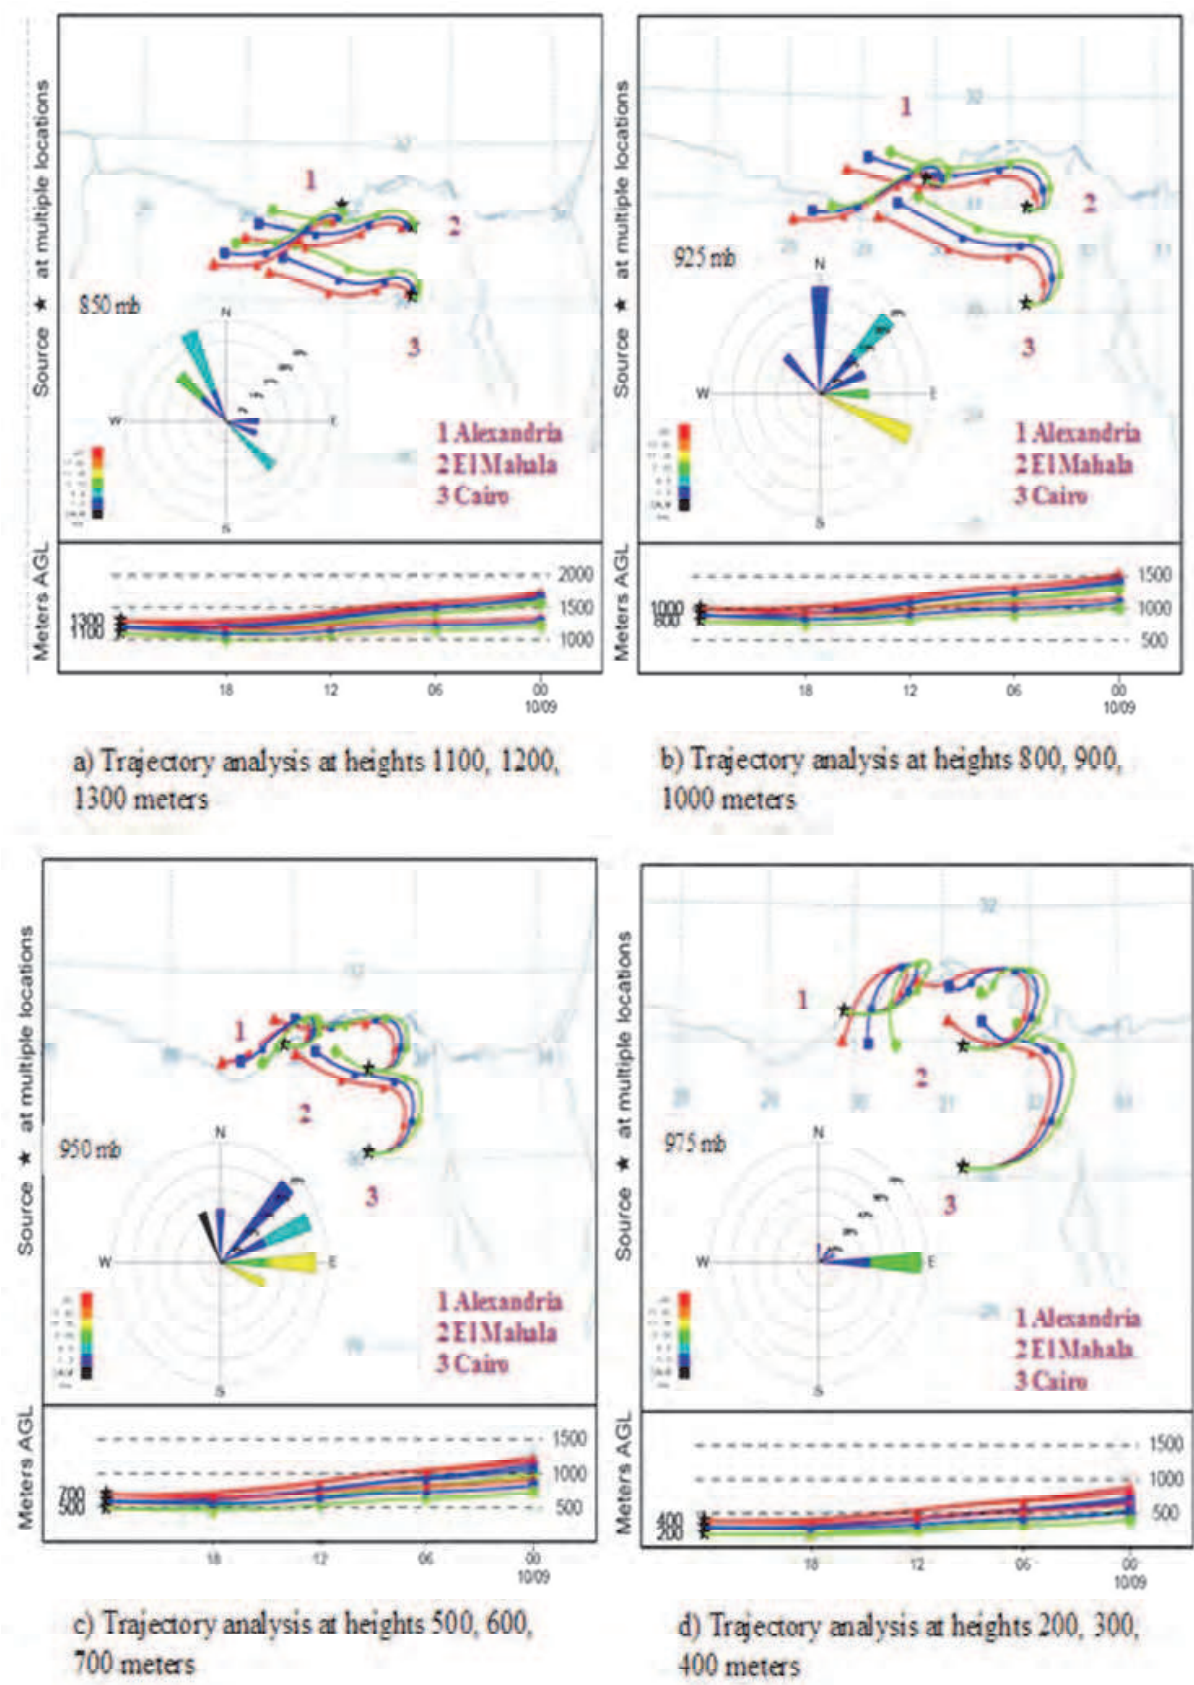 Source ★ at multiple locations
1
2
850 mb
3
N
W
E
S
1 Alexandria
2 El Mahala
3 Cairo
Meters AGL
2000
1500
1000
1300
1100
18
12
06
00
10/09
a) Trajectory analysis at heights 1100, 1200,
1300 meters
Source ★ at multiple locations
32
1
2
925 mb
3
N
W
E
S
1 Alexandria
2 El Mahala
3 Cairo
Meters AGL
1500
1000
500
1000
800
18
12
06
00
10/09
b) Trajectory analysis at heights 800, 900,
1000 meters
Source ★ at multiple locations
1
2
950 mb
3
N
W
E
S
1 Alexandria
2 El Mahala
3 Cairo
Meters AGL
1500
1000
500
700
500
18
12
06
00
10/09
c) Trajectory analysis at heights 500, 600,
700 meters
Source ★ at multiple locations
32
1
2
30
31
975 mb
3
N
W
E
S
1 Alexandria
2 El Mahala
3 Cairo
Meters AGL
1500
1000
500
400
200
18
12
06
00
10/09
d) Trajectory analysis at heights 200, 300,
400 meters